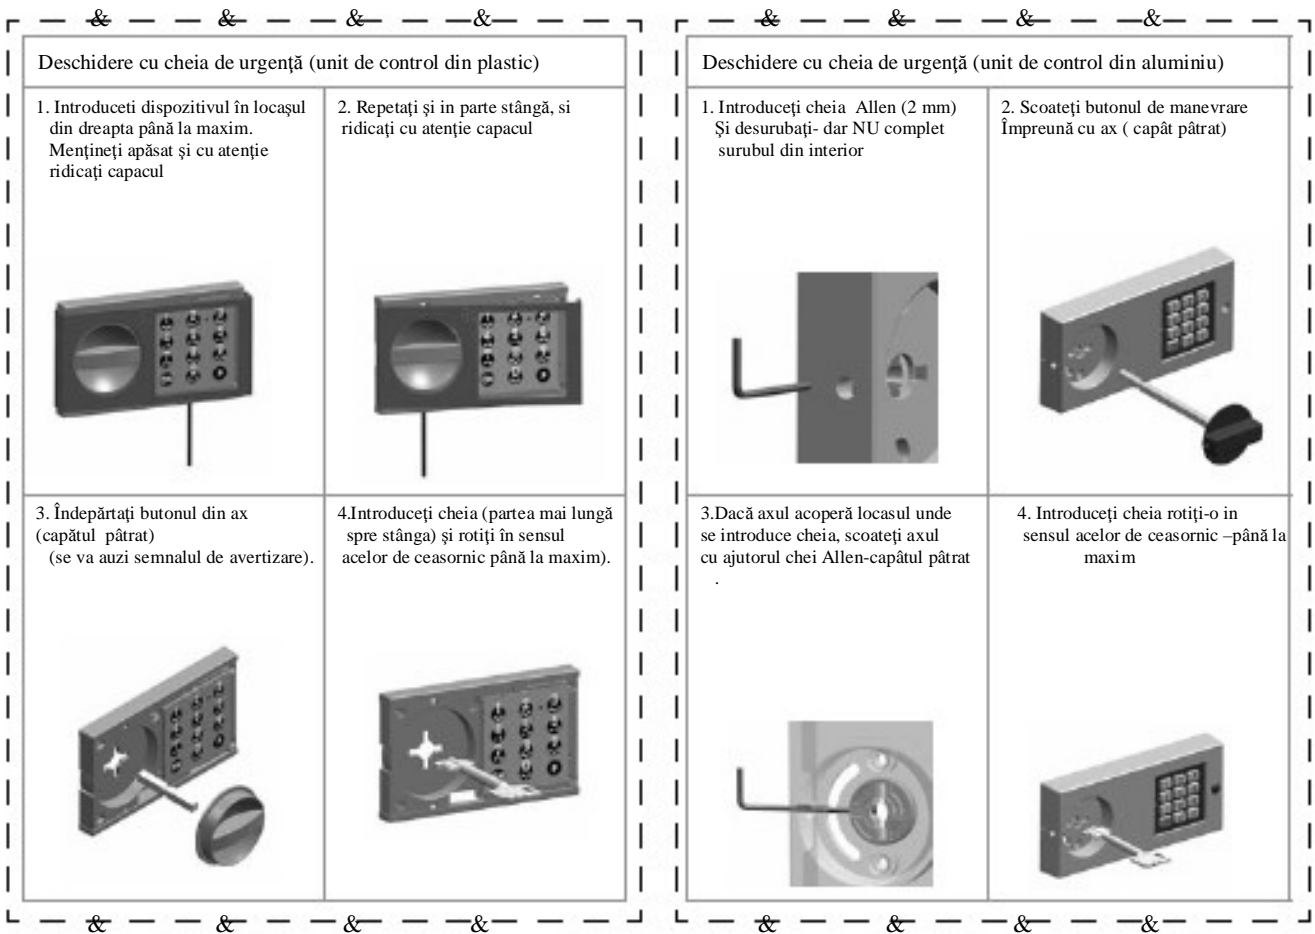 & & & &
Deschidere cu cheia de urgenţă (unit de control din plastic)
1. Introduceti dispozitivul în locaşul
din dreapta până la maxim.
Menţineţi apăsat şi cu atenţie
ridicaţi capacul
2. Repetaţi şi in parte stângă, si
ridicaţi cu atenţie capacul
3. Îndepărtaţi butonul din ax
(capătul pâtrat)
(se va auzi semnalul de avertizare).
4.Introduceţi cheia (partea mai lungă
spre stânga) şi rotiţi în sensul
acelor de ceasornic până la maxim).
& & & &
& & & &
Deschidere cu cheia de urgenţă (unit de control din aluminiu)
1. Introduceţi cheia Allen (2 mm)
Şi desurubaţi- dar NU complet
surubul din interior
2. Scoateţi butonul de manevrare
Împreună cu ax ( capât pâtrat)
3.Dacă axul acoperă locasul unde
se introduce cheia, scoateţi axul
cu ajutorul chei Allen-capâtul pâtrat
.
4. Introduceţi cheia rotiţi-o in
sensul acelor de ceasornic –până la
maxim
& & & &